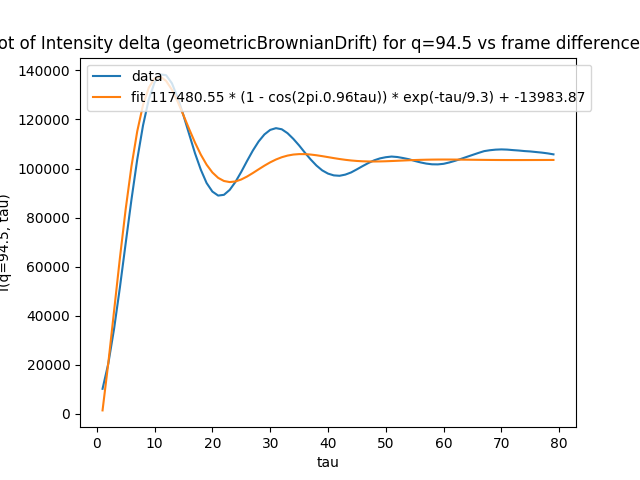 ot of Intensity delta (geometricBrownianDrift) for q=94.5 vs frame difference
data
fit 117480.55 * (1 - cos(2pi.0.96tau)) * exp(-tau/9.3) + -13983.87
140000
120000
100000
80000
60000
40000
20000
0
I(q=94.5, tau)
0 10 20 30 40 50 60 70 80
tau